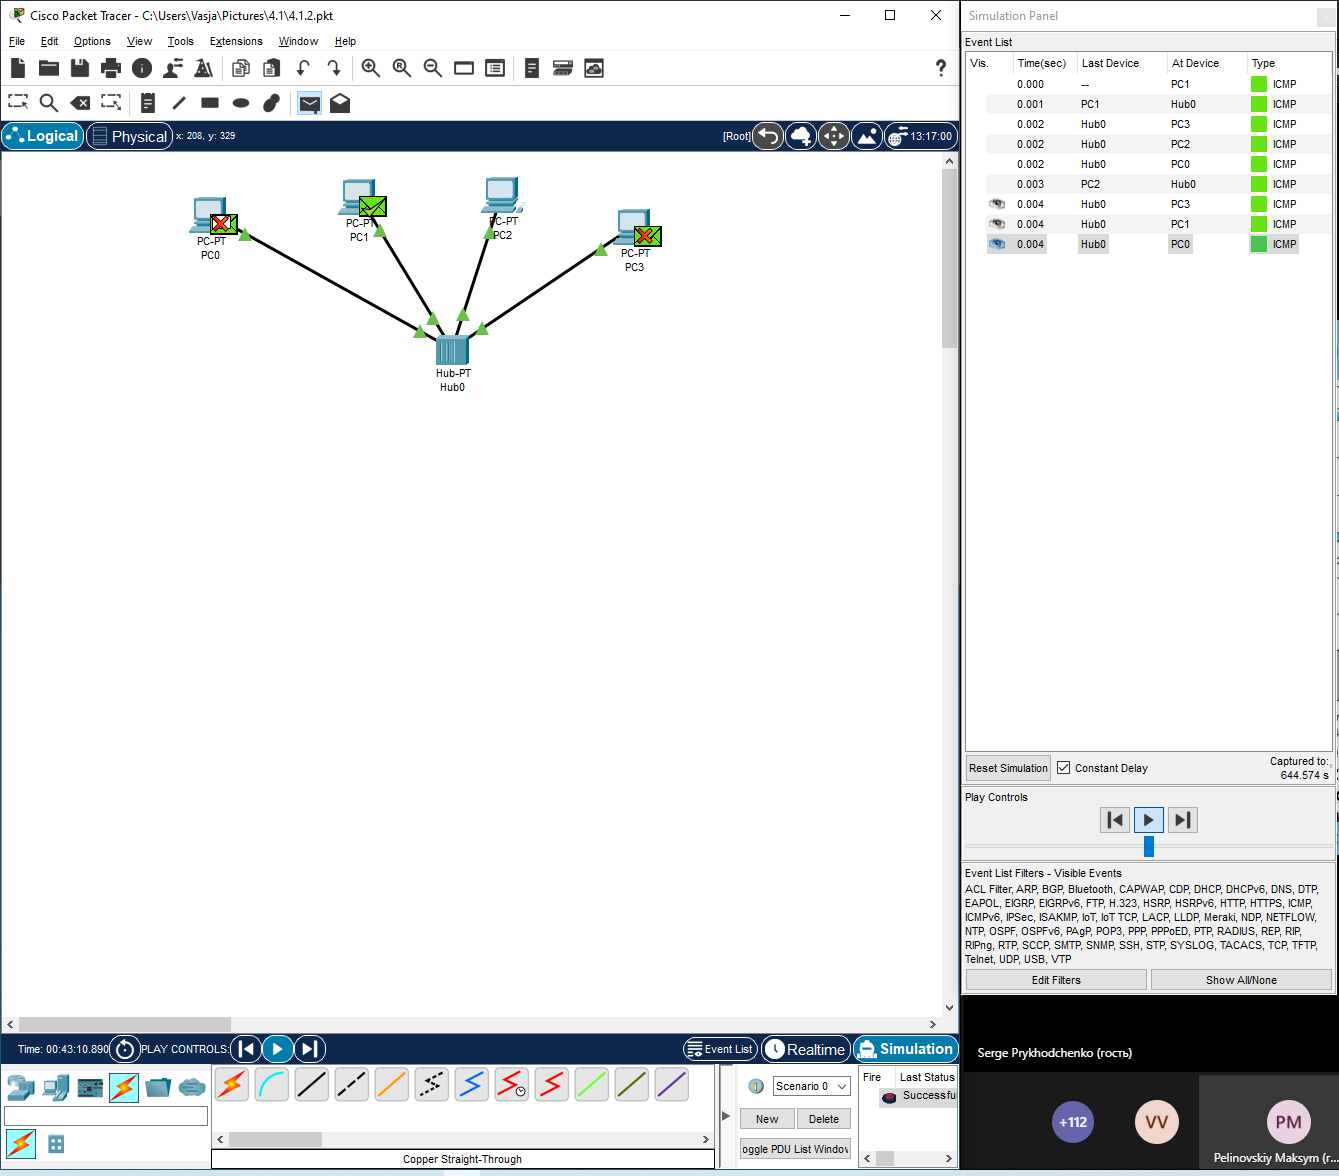 Cisco Packet Tracer - C:\Users\Vasja\Pictures\4.1\4.1.2.pkt
File Edit Options View Tools Extensions Window Help
Logical Physical x: 208, y: 329 [Root] 13:17:00
PC-PT
PC0
PC-PT
PC1
PC-PT
PC2
PC-PT
PC3
Hub-PT
Hub0
Time: 00:43:10.890 PLAY CONTROLS: Event List Realtime Simulation
Scenario 0
New Delete
oggle PDU List Window
Fire Last Status
Successfu
Copper Straight-Through
Simulation Panel
Event List
Vis. Time(sec) Last Device At Device Type
0.000 -- PC1 ICMP
0.001 PC1 Hub0 ICMP
0.002 Hub0 PC3 ICMP
0.002 Hub0 PC2 ICMP
0.002 Hub0 PC0 ICMP
0.003 PC2 Hub0 ICMP
0.004 Hub0 PC3 ICMP
0.004 Hub0 PC1 ICMP
0.004 Hub0 PC0 ICMP
Reset Simulation Constant Delay Captured to:
644.574 s
Play Controls
Event List Filters - Visible Events
ACL Filter, ARP, BGP, Bluetooth, CAPWAP, CDP, DHCP, DHCPv6, DNS, DTP,
EAPOL, EIGRP, EIGRPv6, FTP, H.323, HSRP, HSRPv6, HTTP, HTTPS, ICMP,
ICMPv6, IPSec, ISAKMP, IoT, IoT TCP, LACP, LLDP, Meraki, NDP, NETFLOW,
NTP, OSPF, OSPFv6, PAgP, POP3, PPP, PPPoED, PTP, RADIUS, REP, RIP,
RIPng, RTP, SCCP, SMTP, SNMP, SSH, STP, SYSLOG, TACACS, TCP, TFTP,
Telnet, UDP, USB, VTP
Edit Filters Show All/None
Serge Prykhodchenko (гость)
+112 VV PM
Pelinovskiy Maksym (г...